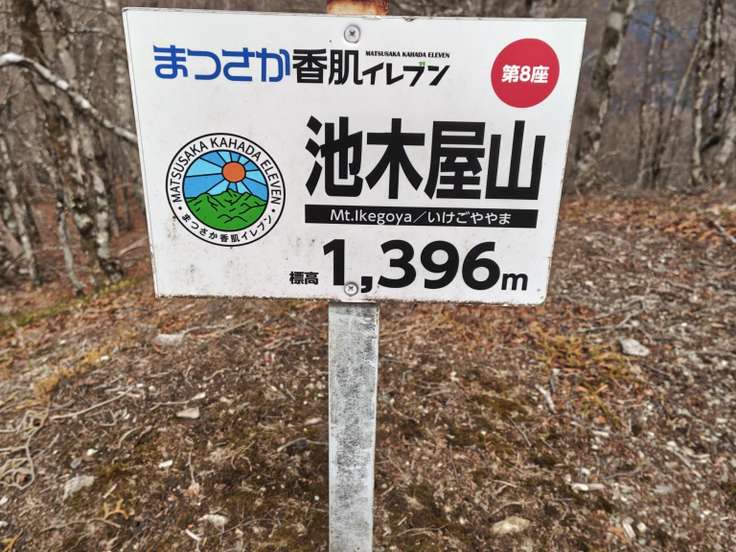 MATSUSAKA KAHADA ELEVEN
まつさか香肌イレブン
第8座
MATSUSAKA KAHADA ELEVEN
・まつさか香肌イレブン・
池木屋山
Mt.Ikegoya／いけごややま
標高 1,396m